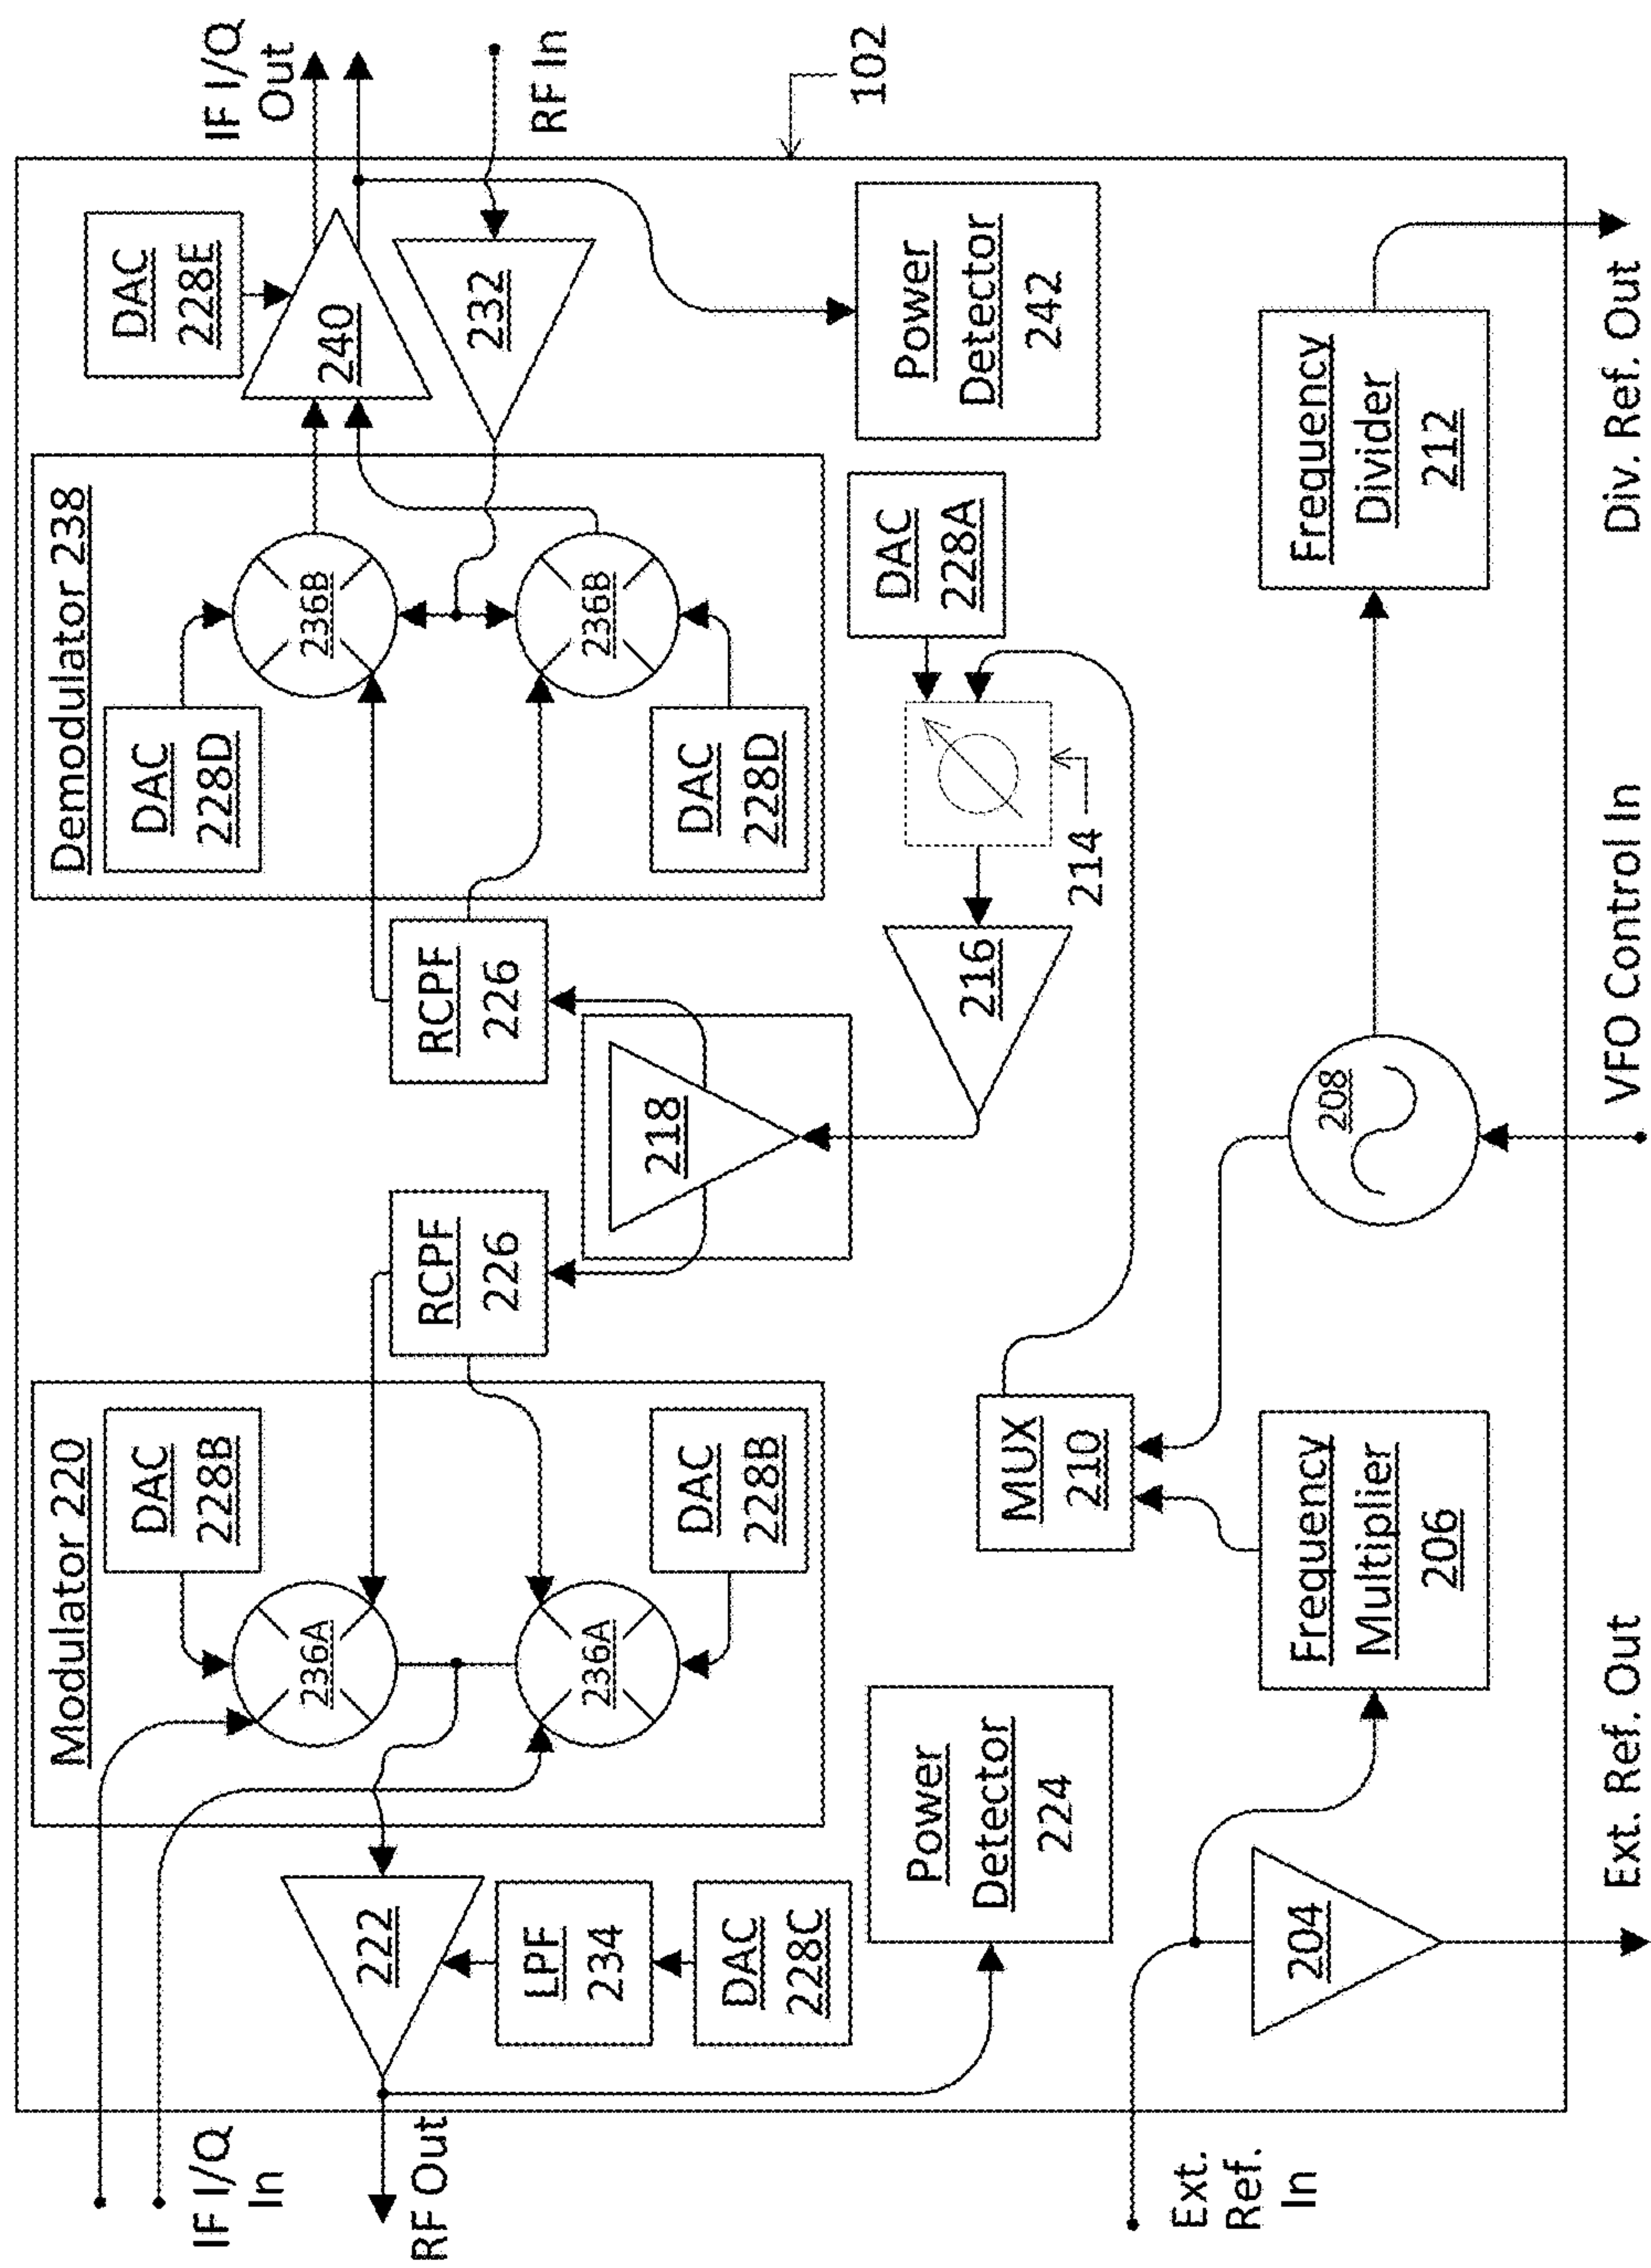 IF I/Q
In
RF Out
Ext.
Ref.
In
Modulator 220
DAC
228B
236A
236A
DAC
228B
222
LPF
234
DAC
228C
Power
Detector
224
204
Ext. Ref. Out
Frequency
Multiplier
206
MUX
210
RCPF
226
218
RCPF
226
216
214
DAC
228A
208
VFO Control In
Frequency
Divider
212
Div. Ref. Out
Demodulator 238
DAC
228D
236B
236B
DAC
228D
DAC
228E
240
232
Power
Detector
242
IF I/Q
Out
RF In
102